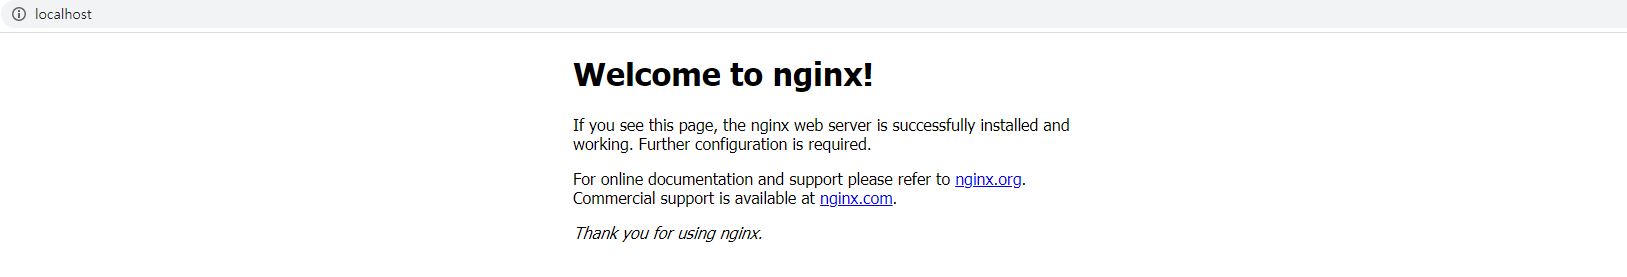 localhost
Welcome to nginx!
If you see this page, the nginx web server is successfully installed and
working. Further configuration is required.
For online documentation and support please refer to nginx.org.
Commercial support is available at nginx.com.
Thank you for using nginx.